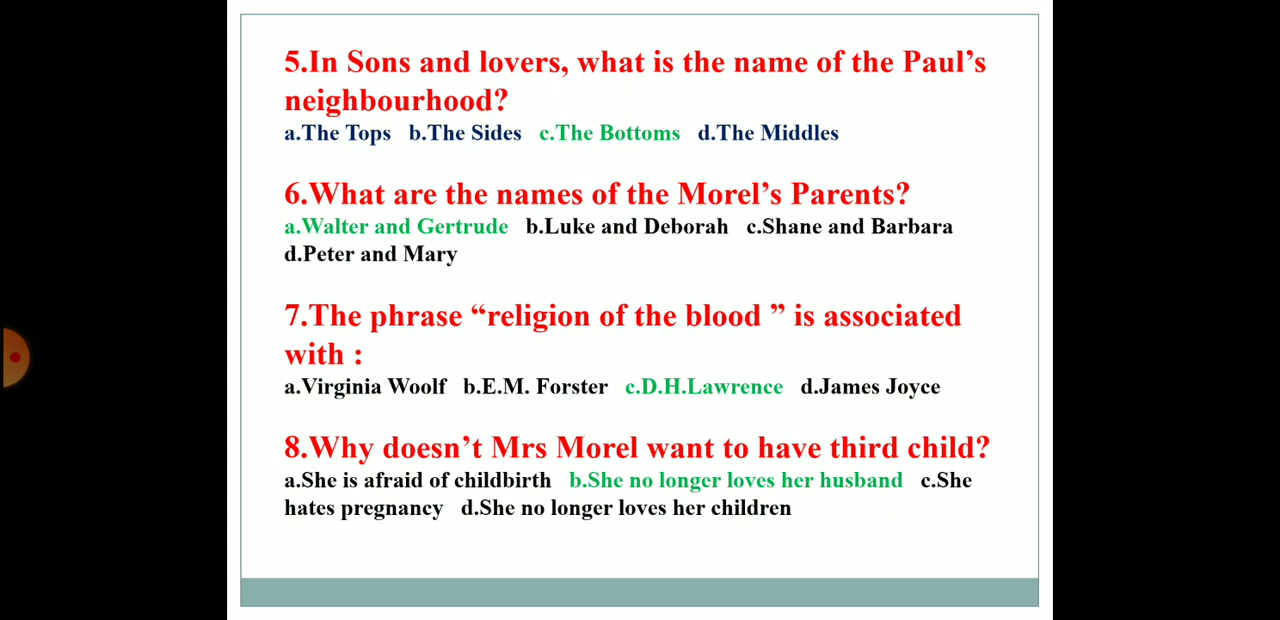 5.In Sons and lovers, what is the name of the Paul’s
neighbourhood?
a.The Tops b.The Sides c.The Bottoms d.The Middles
6.What are the names of the Morel’s Parents?
a.Walter and Gertrude b.Luke and Deborah c.Shane and Barbara
d.Peter and Mary
7.The phrase “religion of the blood ” is associated
with :
a.Virginia Woolf b.E.M. Forster c.D.H.Lawrence d.James Joyce
8.Why doesn’t Mrs Morel want to have third child?
a.She is afraid of childbirth b.She no longer loves her husband c.She
hates pregnancy d.She no longer loves her children